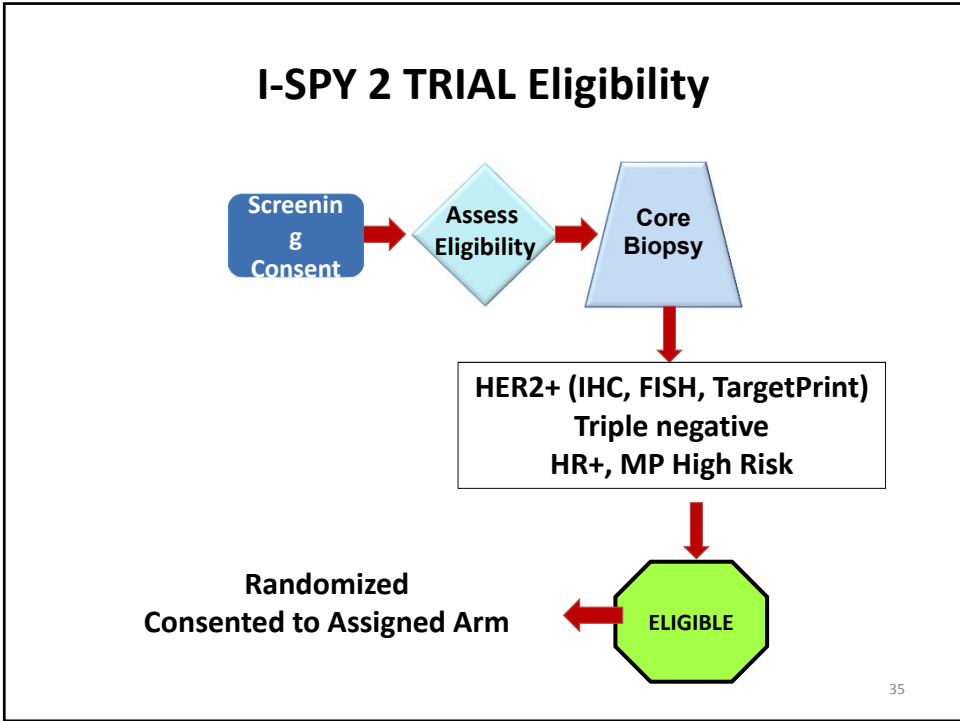 I-SPY 2 TRIAL Eligibility
Screenin
g
Consent
Assess
Eligibility
Core
Biopsy
HER2+ (IHC, FISH, TargetPrint)
Triple negative
HR+, MP High Risk
Randomized
Consented to Assigned Arm
ELIGIBLE
35